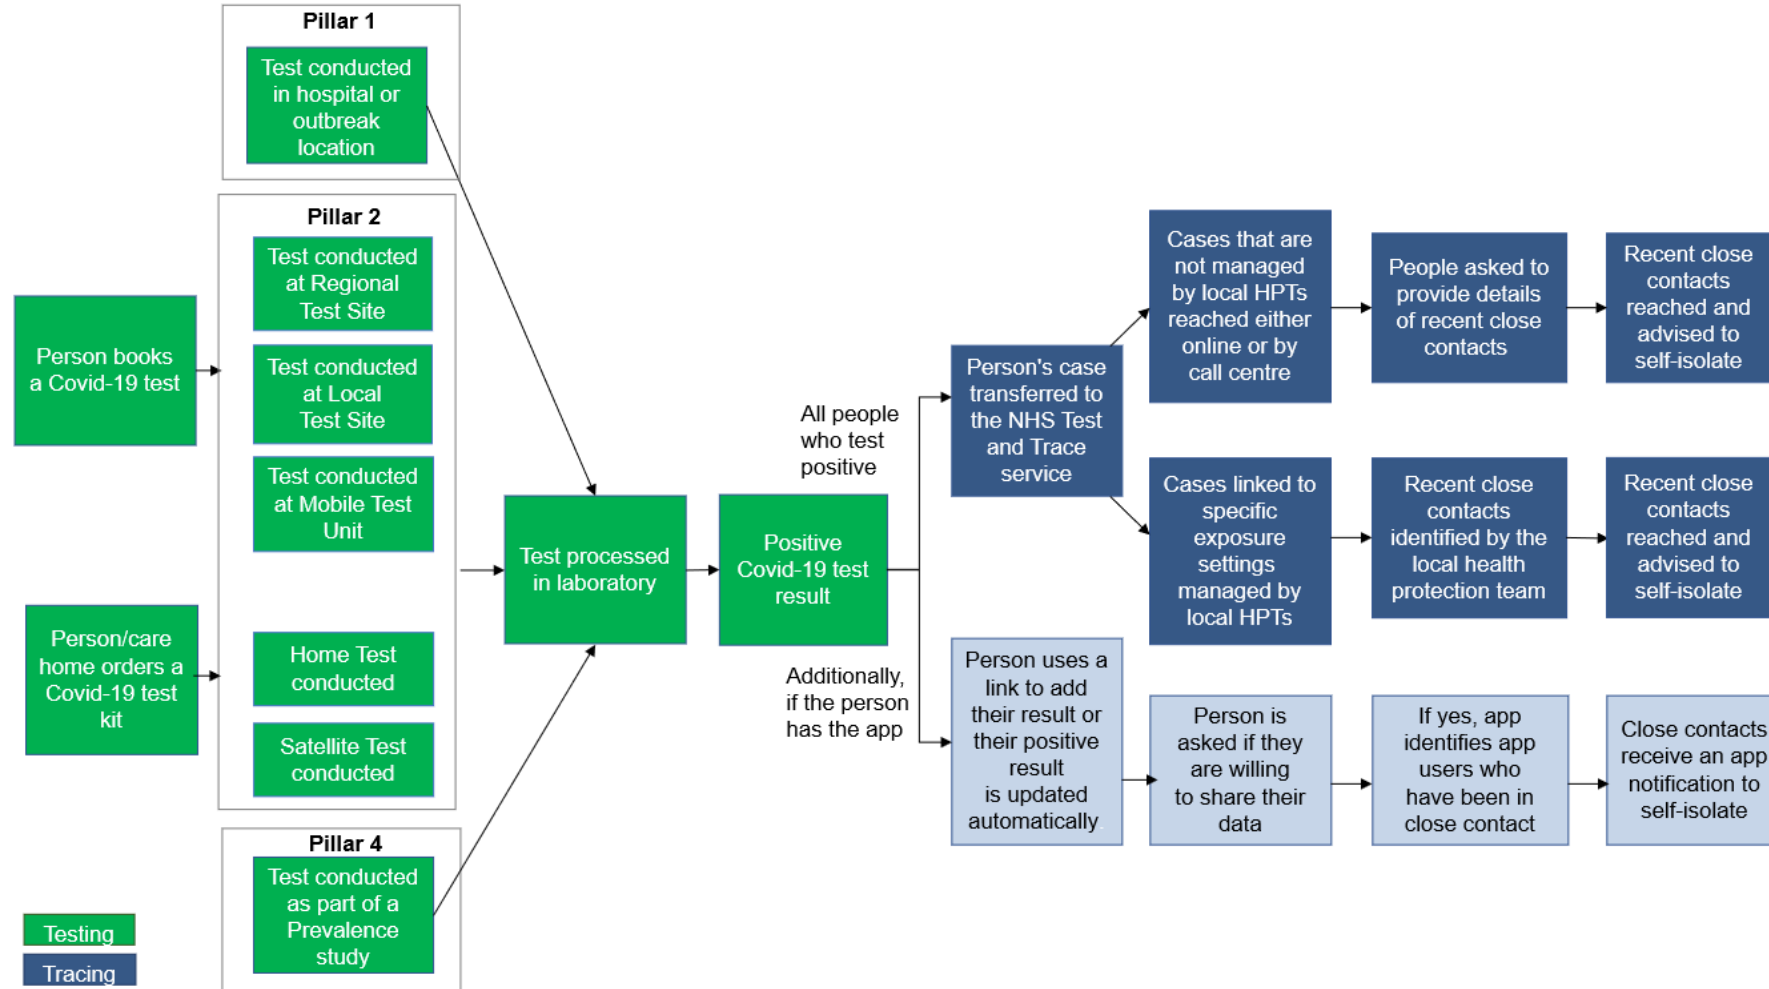 Pillar 1
Test conducted
in hospital or
outbreak
location
Pillar 2
Test conducted
at Regional
Test Site
Test conducted
at Local
Test Site
Test conducted
at Mobile Test
Unit
Home Test
conducted
Satellite Test
conducted
Person books
a Covid-19 test
Person/care
home orders a
Covid-19 test
kit
Pillar 4
Test conducted
as part of a
Prevalence
study
Testing
Tracing
Test processed
in laboratory
Positive
Covid-19 test
result
All people
who test
positive
Additionally,
if the person
has the app
Person's case
transferred to
the NHS Test
and Trace
service
Cases that are
not managed
by local HPTs
reached either
online or by
call centre
People asked to
provide details
of recent close
contacts
Recent close
contacts
reached and
advised to
self-isolate
Cases linked to
specific
exposure
settings
managed by
local HPTs
Recent close
contacts
identified by the
local health
protection team
Recent close
contacts
reached and
advised to
self-isolate
Person uses a
link to add
their result or
their positive
result
is updated
automatically.
Person is
asked if they
are willing
to share their
data
If yes, app
identifies app
users who
have been in
close contact
Close contacts
receive an app
notification to
self-isolate